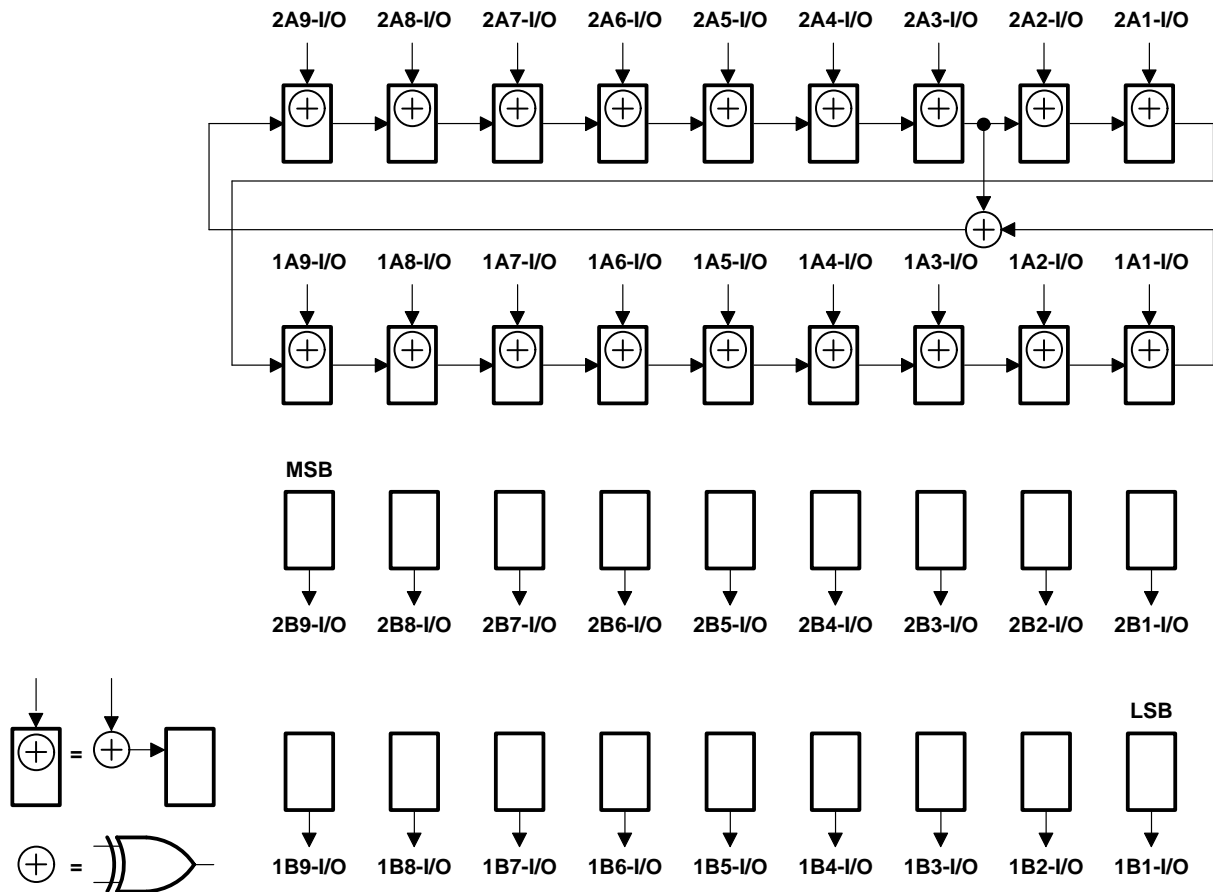 2A9-I/O 2A8-I/O 2A7-I/O 2A6-I/O 2A5-I/O 2A4-I/O 2A3-I/O 2A2-I/O 2A1-I/O
1A9-I/O 1A8-I/O 1A7-I/O 1A6-I/O 1A5-I/O 1A4-I/O 1A3-I/O 1A2-I/O 1A1-I/O
MSB
2B9-I/O 2B8-I/O 2B7-I/O 2B6-I/O 2B5-I/O 2B4-I/O 2B3-I/O 2B2-I/O 2B1-I/O
LSB
=
=
1B9-I/O 1B8-I/O 1B7-I/O 1B6-I/O 1B5-I/O 1B4-I/O 1B3-I/O 1B2-I/O 1B1-I/O